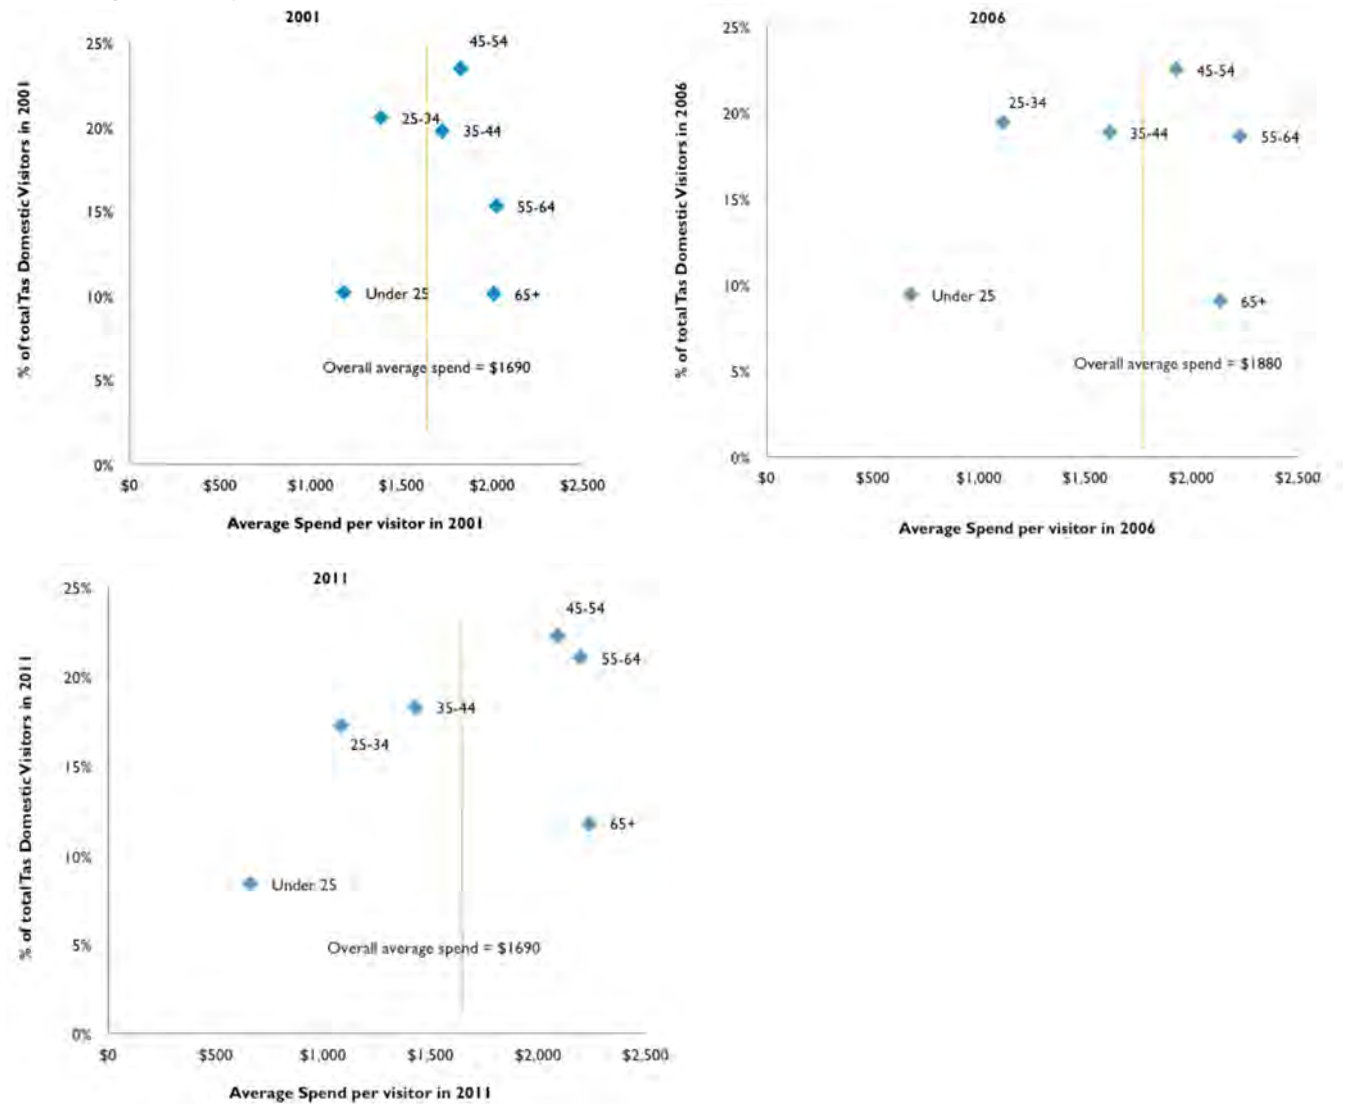 2001
% of total Tas Domestic Visitors in 2001
25%
20%
15%
10%
5%
0%
45-54
25-34
35-44
55-64
Under 25
65+
Overall average spend = $1690
$0 $500 $1,000 $1,500 $2,000 $2,500
Average Spend per visitor in 2001
2006
% of total Tas Domestic Visitors in 2006
25%
20%
15%
10%
5%
0%
45-54
25-34
35-44
55-64
Under 25
65+
Overall average spend = $1880
$0 $500 $1,000 $1,500 $2,000 $2,500
Average Spend per visitor in 2006
2011
% of total Tas Domestic Visitors in 2011
25%
20%
15%
10%
5%
0%
45-54
55-64
35-44
25-34
65+
Under 25
Overall average spend = $1690
$0 $500 $1,000 $1,500 $2,000 $2,500
Average Spend per visitor in 2011